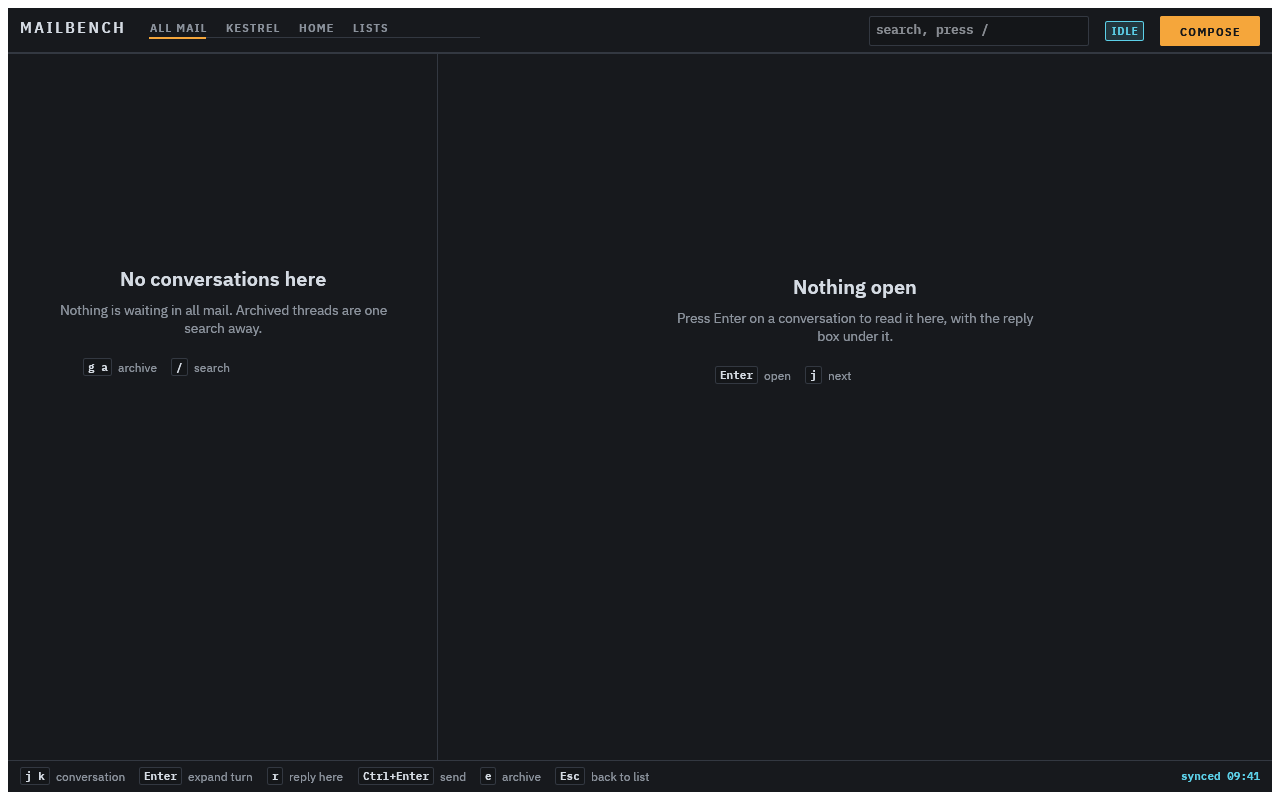 MAILBENCH ALL MAIL KESTREL HOME LISTS search, press / IDLE COMPOSE
No conversations here
Nothing is waiting in all mail. Archived threads are one
search away.
g a archive / search
Nothing open
Press Enter on a conversation to read it here, with the reply
box under it.
Enter open j next
j k conversation Enter expand turn r reply here Ctrl+Enter send e archive Esc back to list synced 09:41